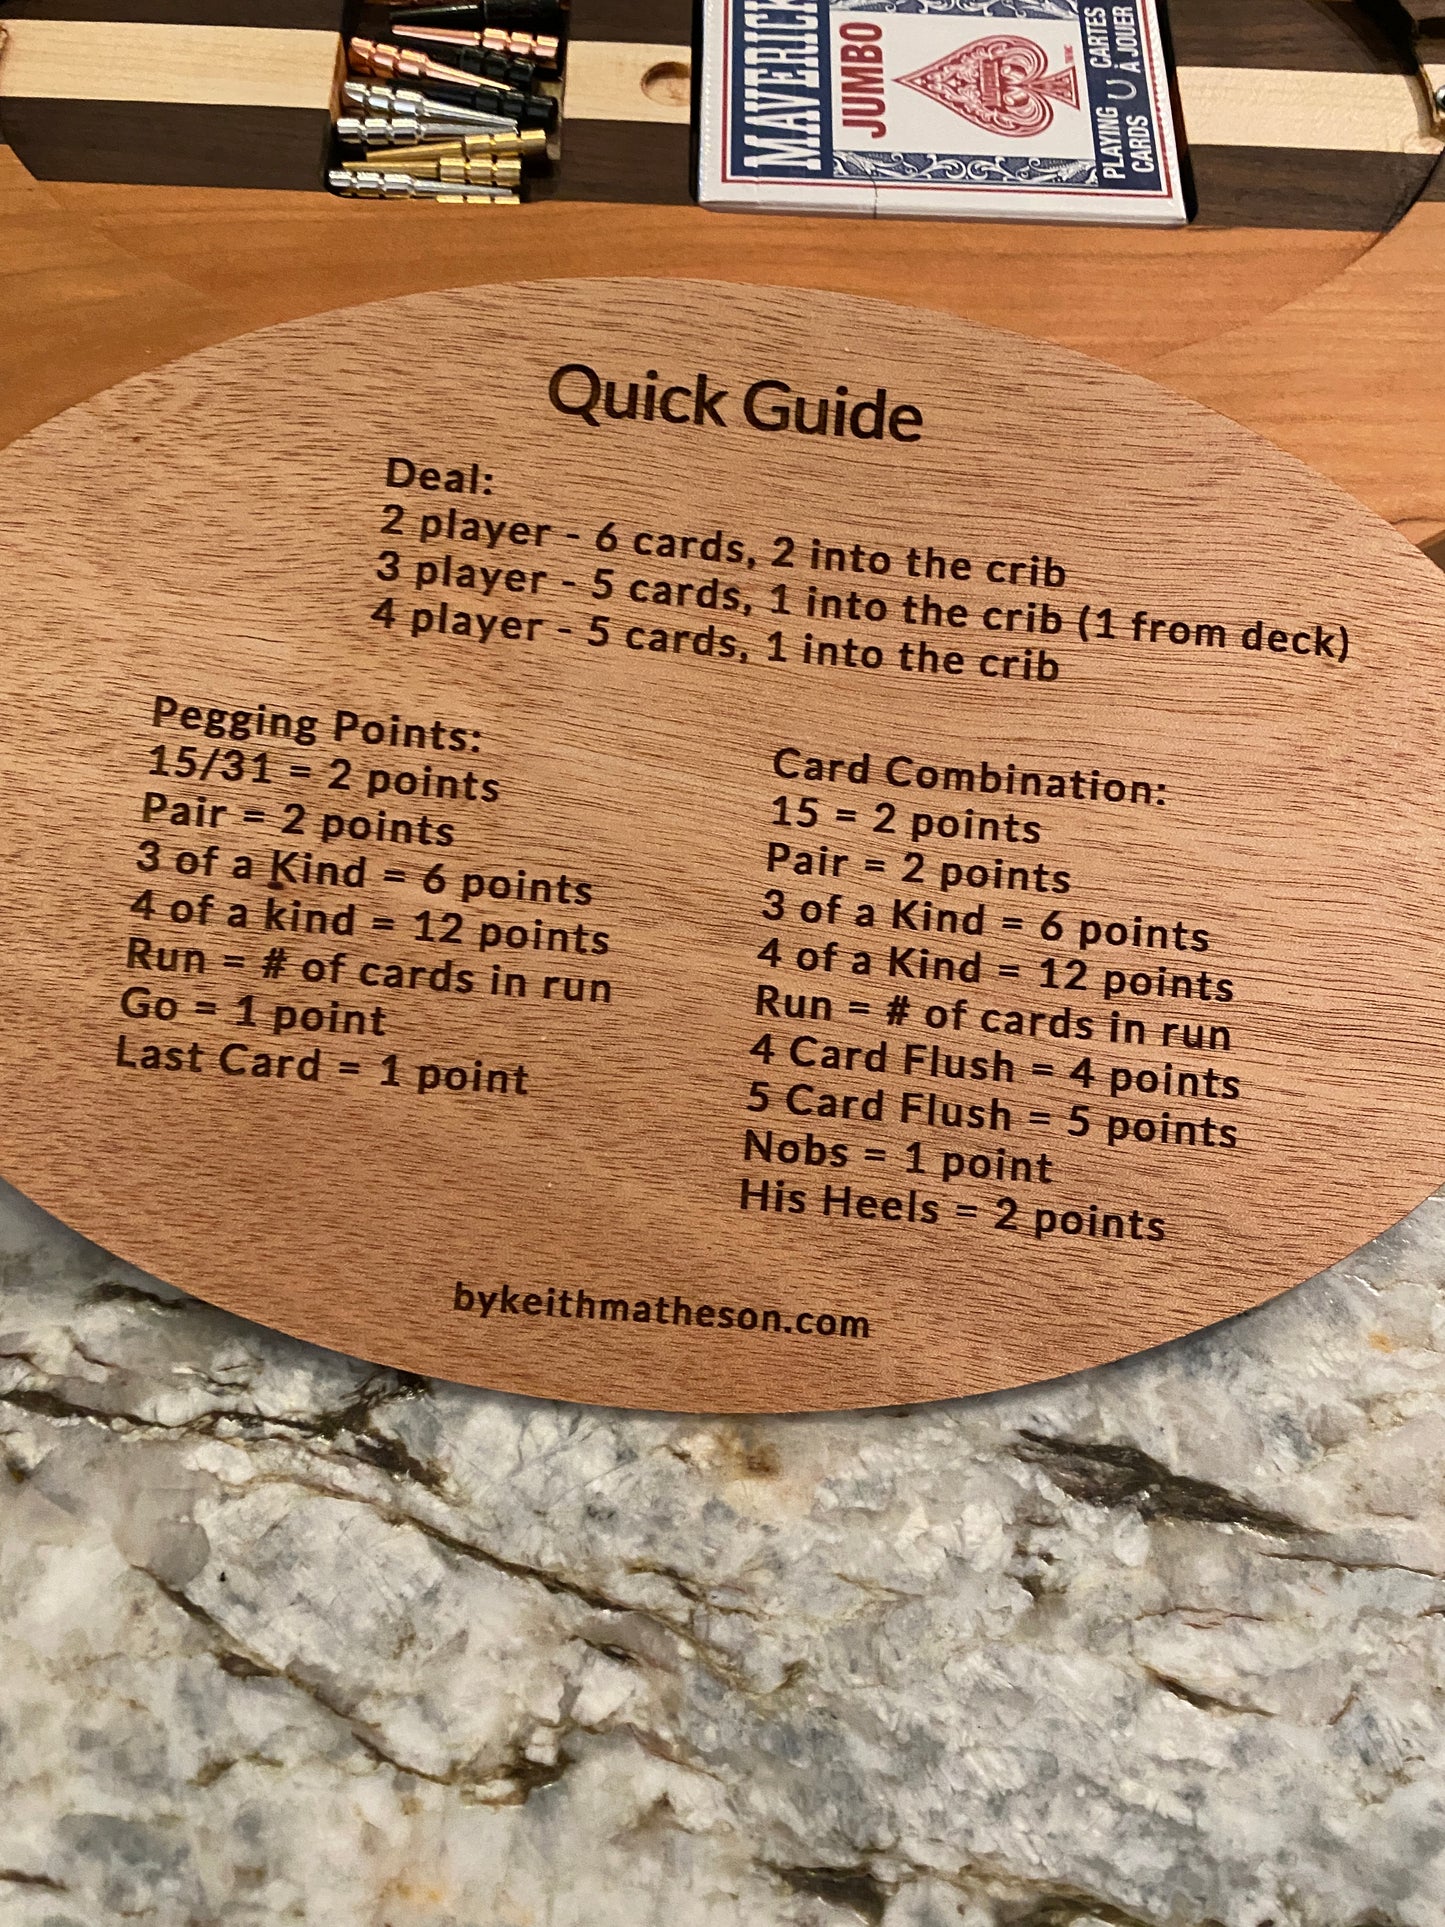 MAVERICK
JUMBO
PLAYING CARDS
CARTES À JOUER
Quick Guide
Deal:
2 player - 6 cards, 2 into the crib
3 player - 5 cards, 1 into the crib (1 from deck)
4 player - 5 cards, 1 into the crib
Pegging Points:
15/31 = 2 points
Pair = 2 points
3 of a Kind = 6 points
4 of a kind = 12 points
Run = # of cards in run
Go = 1 point
Last Card = 1 point
Card Combination:
15 = 2 points
Pair = 2 points
3 of a Kind = 6 points
4 of a Kind = 12 points
Run = # of cards in run
4 Card Flush = 4 points
5 Card Flush = 5 points
Nobs = 1 point
His Heels = 2 points
bykeithmatheson.com